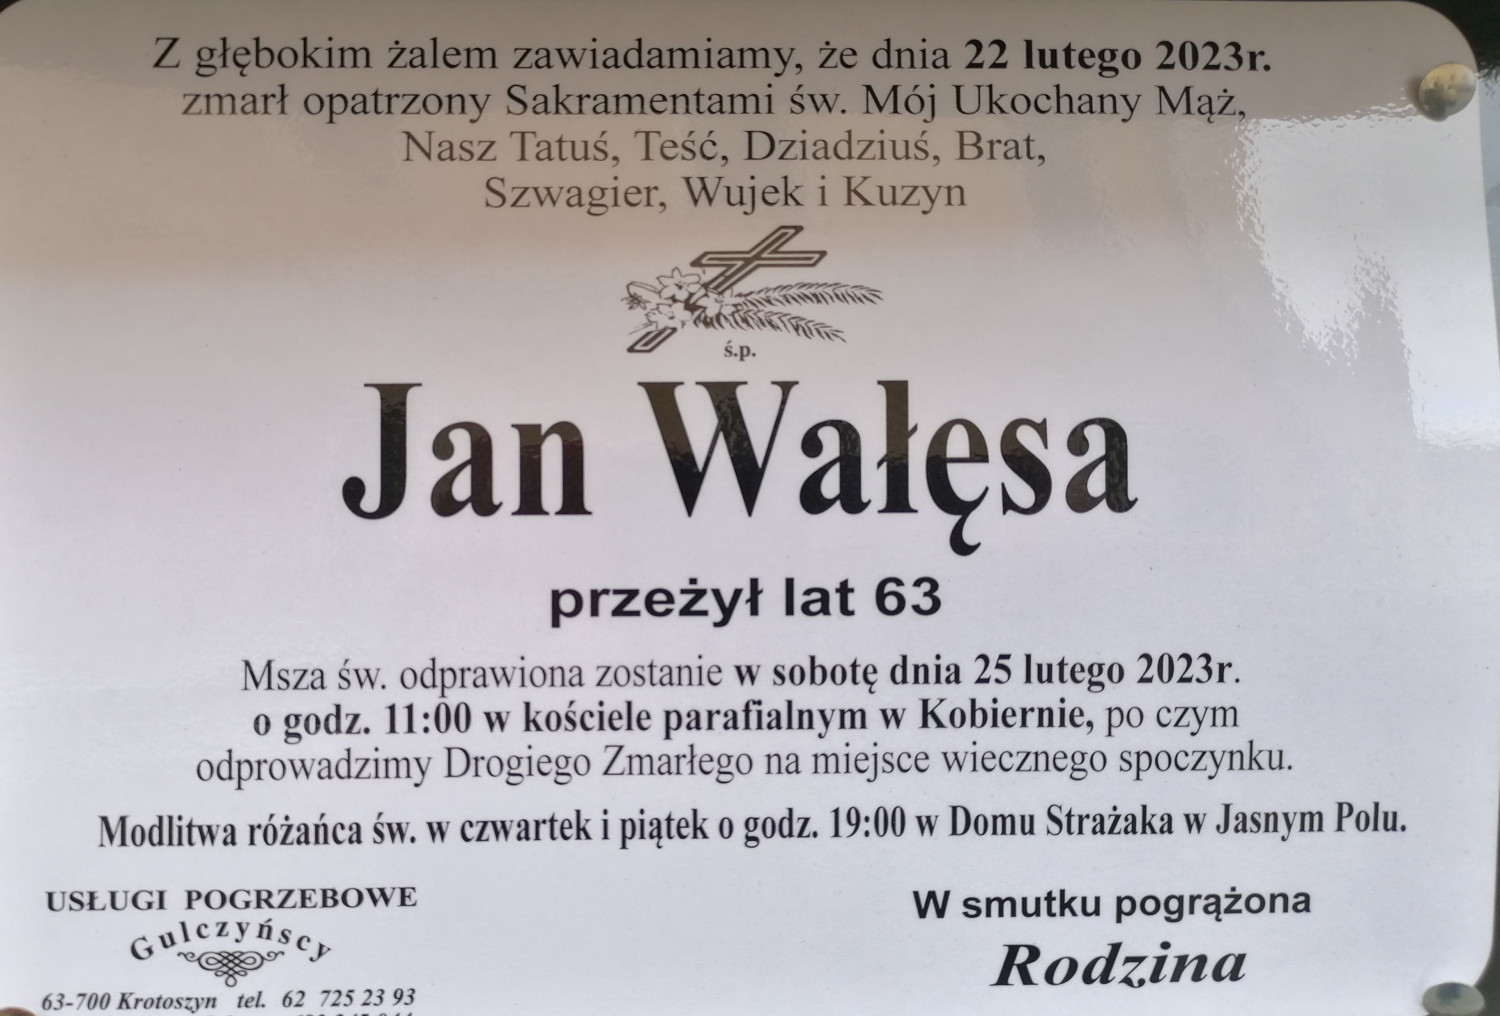 Z głębokim żalem zawiadamiamy, że dnia 22 lutego 2023r.
zmarł opatrzony Sakramentami św. Mój Ukochany Mąż,
Nasz Tatuś, Teść, Dziadziuś, Brat,
Szwagier, Wujek i Kuzyn
ś.p.
Jan Wałęsa
przeżył lat 63
Msza św. odprawiona zostanie w sobotę dnia 25 lutego 2023r.
o godz. 11:00 w kościele parafialnym w Kobiernie, po czym
odprowadzimy Drogiego Zmarłego na miejsce wiecznego spoczynku.
Modlitwa różańca św. w czwartek i piątek o godz. 19:00 w Domu Strażaka w Jasnym Polu.
USŁUGI POGRZEBOWE
Gulczyńscy
63-700 Krotoszyn tel. 62 725 23 93
W smutku pogrążona
Rodzina